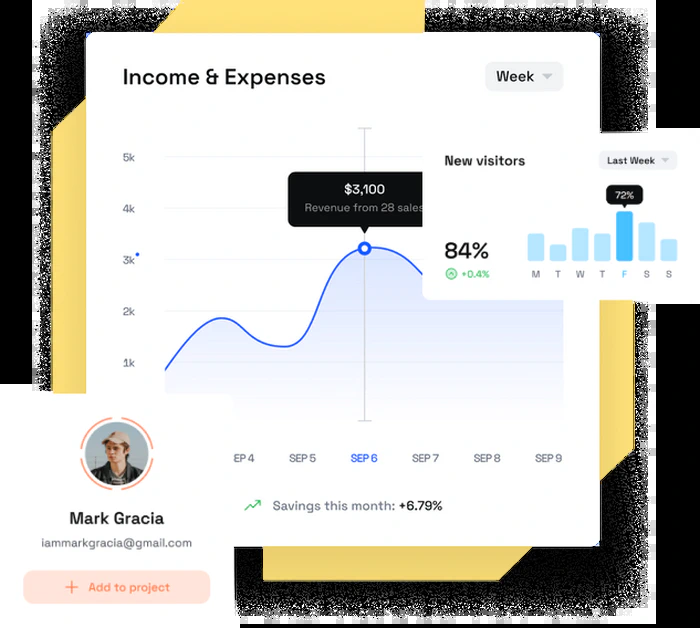 Income & Expenses
Week
5k
4k
3k
1k
2k
$3,100
Revenue from 28 sales
New visitors
Last Week
72%
84%
+0.4%
M T W T F S S
EP 4 SEP 5 SEP 6 SEP 7 SEP 8 SEP 9
Savings this month: +6.79%
Mark Gracia
iammarkgracia@gmail.com
+ Add to project